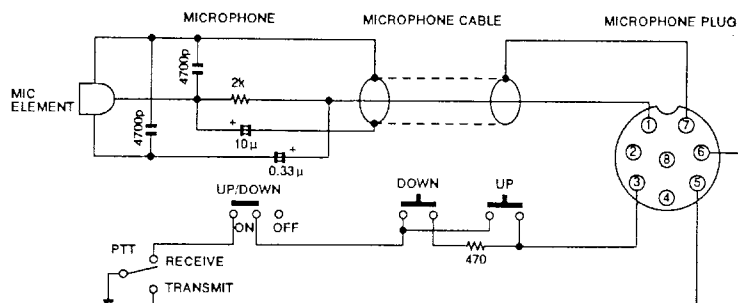 MICROPHONE
MICROPHONE CABLE
MICROPHONE PLUG
MIC
ELEMENT
4700p
4700p
2k
+
10μ
+
0.33μ
1
7
2
8
6
3
4
5
UP/DOWN
ON
OFF
DOWN
UP
470
PTT
RECEIVE
TRANSMIT